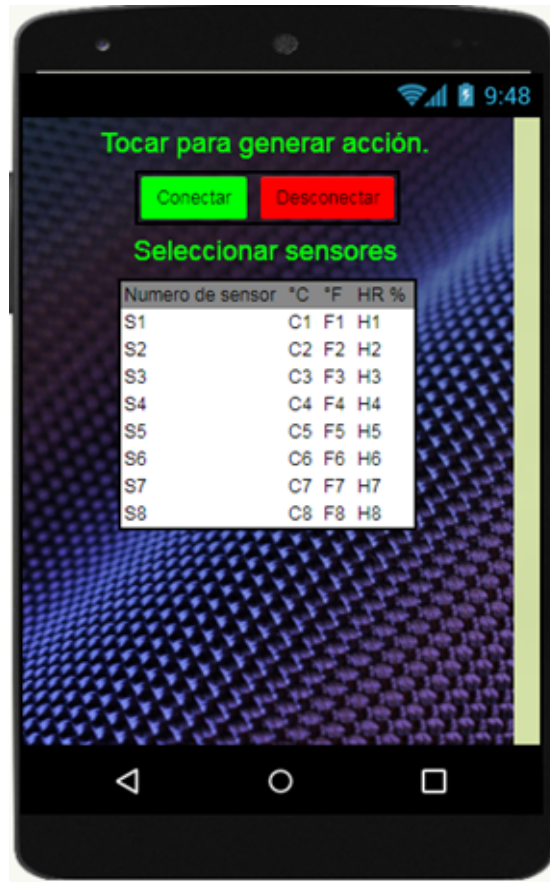 9:48
Tocar para generar acción.
Conectar Desconectar
Seleccionar sensores
Numero de sensor °C °F HR %
S1 C1 F1 H1
S2 C2 F2 H2
S3 C3 F3 H3
S4 C4 F4 H4
S5 C5 F5 H5
S6 C6 F6 H6
S7 C7 F7 H7
S8 C8 F8 H8